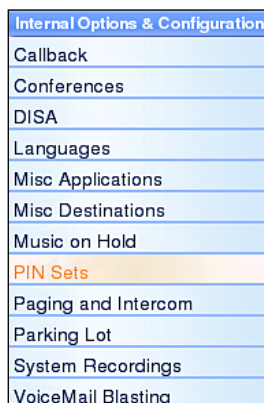 Internal Options & Configuration
Callback
Conferences
DISA
Languages
Misc Applications
Misc Destinations
Music on Hold
PIN Sets
Paging and Intercom
Parking Lot
System Recordings
VoiceMail Blasting